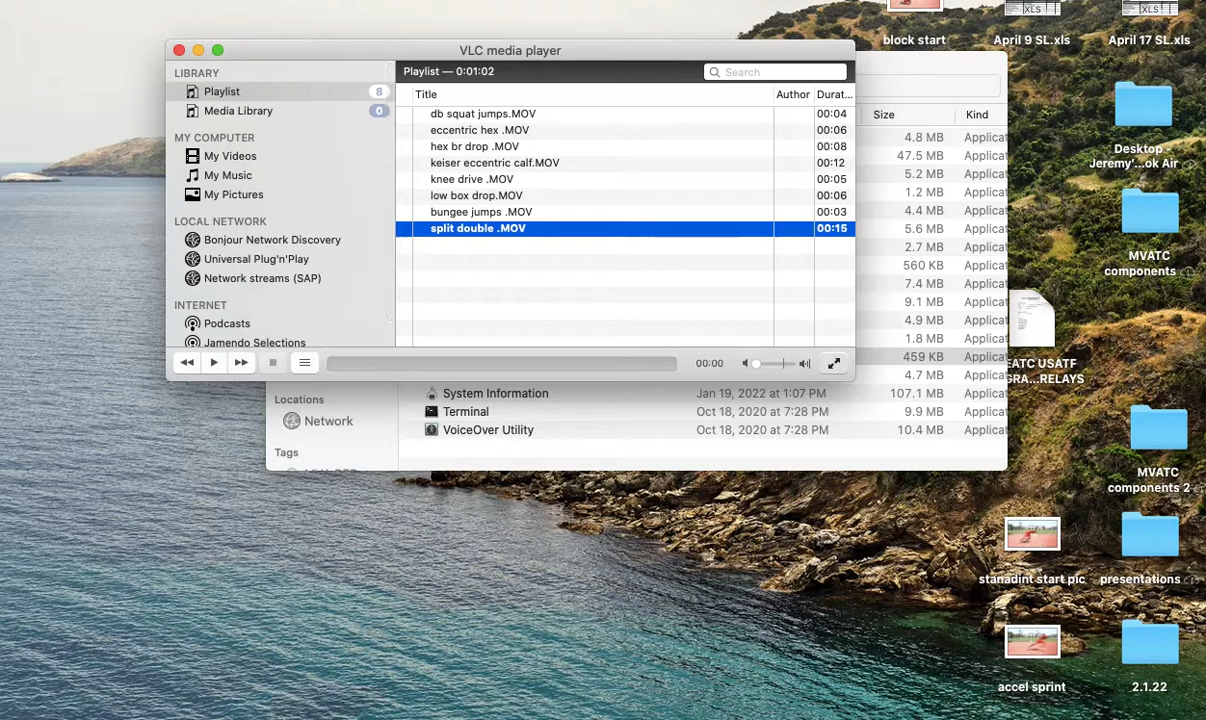 block start
April 9 SL.xls
April 17 SL.xls
XLS
XLS
VLC media player
LIBRARY
Playlist
8
Media Library
0
MY COMPUTER
My Videos
My Music
My Pictures
LOCAL NETWORK
Bonjour Network Discovery
Universal Plug'n'Play
Network streams (SAP)
INTERNET
Podcasts
Jamendo Selections
Playlist — 0:01:02
Search
Title
Author
Durat...
db squat jumps.MOV
00:04
eccentric hex .MOV
00:06
hex br drop .MOV
00:08
keiser eccentric calf.MOV
00:12
knee drive .MOV
00:05
low box drop.MOV
00:06
bungee jumps .MOV
00:03
split double .MOV
00:15
00:00
Size
Kind
4.8 MB
Applicat
47.5 MB
Applicat
5.2 MB
Applicat
1.2 MB
Applicat
4.4 MB
Applicat
5.6 MB
Applicat
2.7 MB
Applicat
560 KB
Applicat
7.4 MB
Applicat
9.1 MB
Applicat
4.9 MB
Applicat
1.8 MB
Applicat
459 KB
Applicat
4.7 MB
Applicat
System Information
Jan 19, 2022 at 1:07 PM
107.1 MB
Applicat
Terminal
Oct 18, 2020 at 7:28 PM
9.9 MB
Applicat
VoiceOver Utility
Oct 18, 2020 at 7:28 PM
10.4 MB
Applicat
Locations
Network
Tags
Desktop -
Jeremy'...ok Air
MVATC
components
EATC USATF
GRA...RELAYS
MVATC
components 2
stanadint start pic
presentations
accel sprint
2.1.22